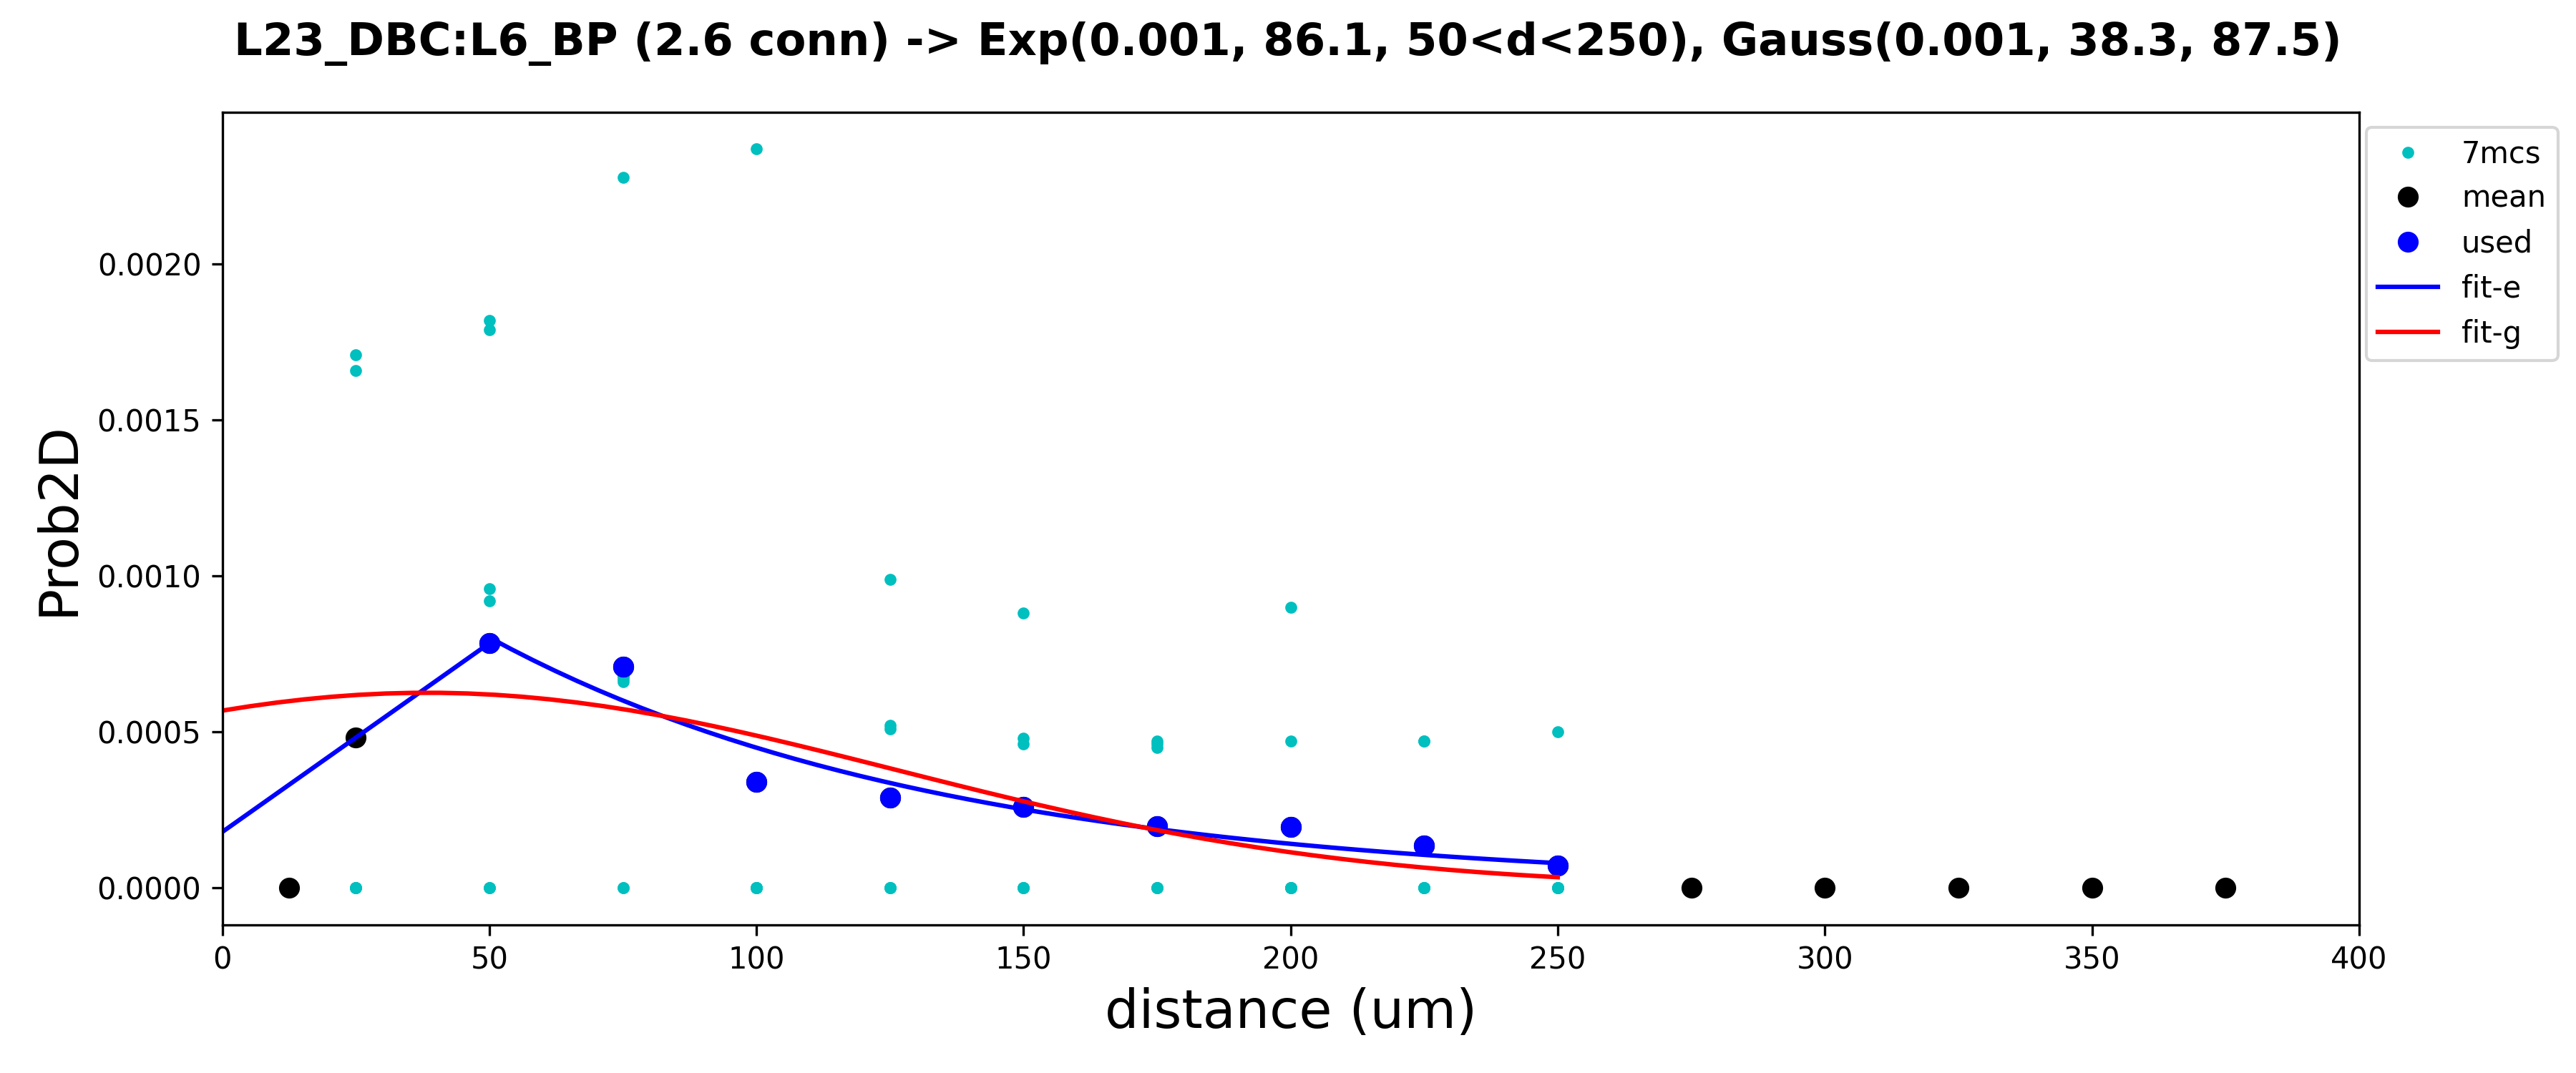 L23_DBC:L6_BP (2.6 conn) -> Exp(0.001, 86.1, 50<d<250), Gauss(0.001, 38.3, 87.5)
7mcs
mean
used
fit-e
fit-g
Prob2D
0.0020
0.0015
0.0010
0.0005
0.0000
0 50 100 150 200 250 300 350 400
distance (um)